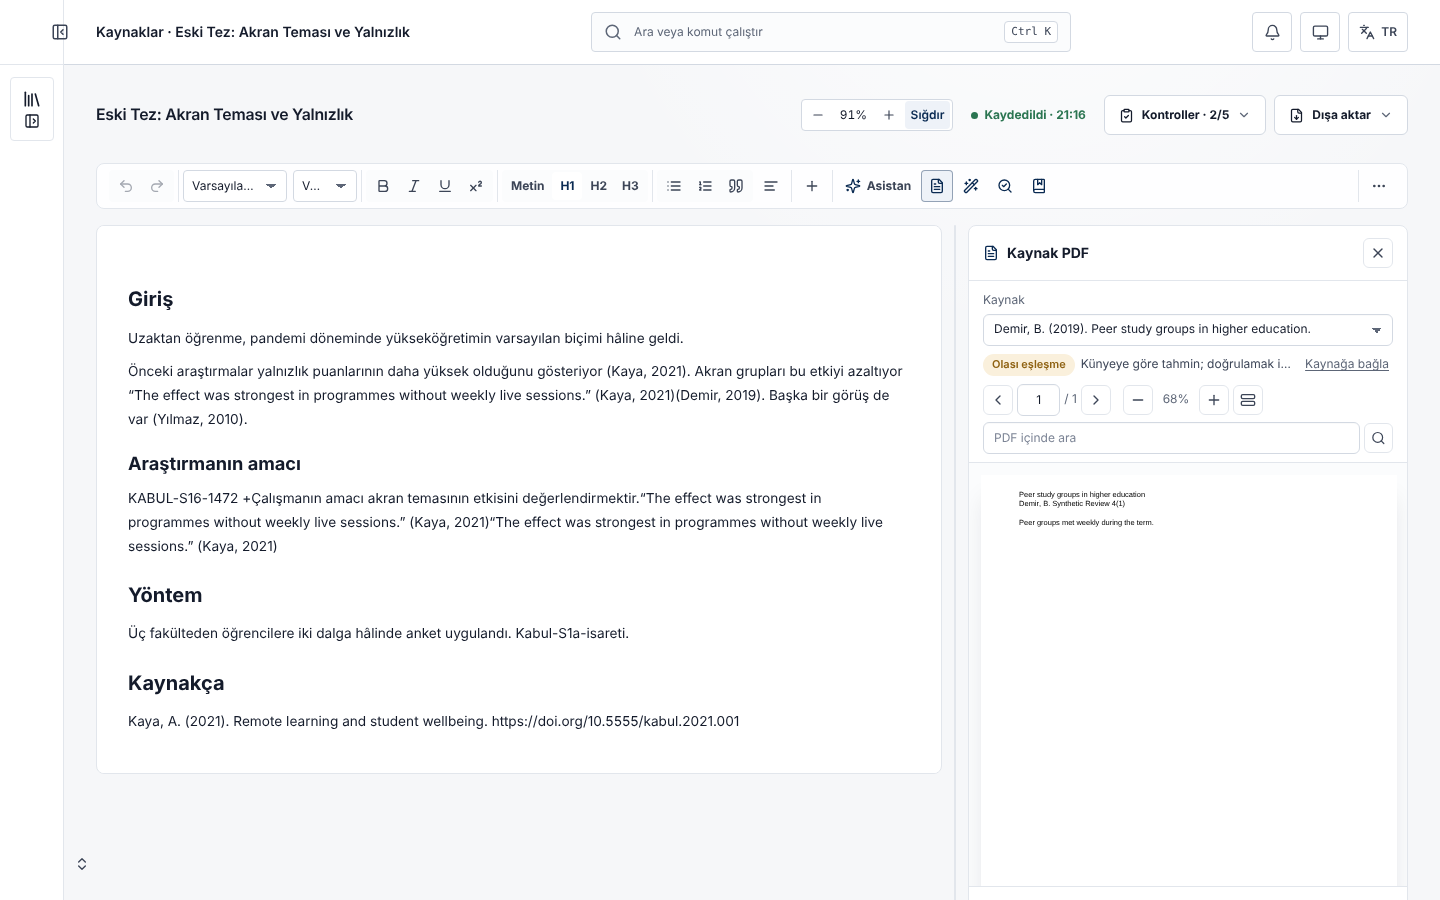 Kaynaklar · Eski Tez: Akran Teması ve Yalnızlık
Ara veya komut çalıştır
Ctrl K
TR
Eski Tez: Akran Teması ve Yalnızlık
91%
Sığdır
Kaydedildi · 21:16
Kontroller · 2/5
Dışa aktar
Varsayıla...
V...
B
I
U
x²
Metin
H1
H2
H3
Asistan
Giriş
Uzaktan öğrenme, pandemi döneminde yükseköğretimin varsayılan biçimi hâline geldi.
Önceki araştırmalar yalnızlık puanlarının daha yüksek olduğunu gösteriyor (Kaya, 2021). Akran grupları bu etkiyi azaltıyor
“The effect was strongest in programmes without weekly live sessions.” (Kaya, 2021)(Demir, 2019). Başka bir görüş de
var (Yılmaz, 2010).
Araştırmanın amacı
KABUL-S16-1472 +Çalışmanın amacı akran temasının etkisini değerlendirmektir.“The effect was strongest in
programmes without weekly live sessions.” (Kaya, 2021)“The effect was strongest in programmes without weekly live
sessions.” (Kaya, 2021)
Yöntem
Üç fakülteden öğrencilere iki dalga hâlinde anket uygulandı. Kabul-S1a-isareti.
Kaynakça
Kaya, A. (2021). Remote learning and student wellbeing. https://doi.org/10.5555/kabul.2021.001
Kaynak PDF
Kaynak
Demir, B. (2019). Peer study groups in higher education.
Olası eşleşme
Künyeye göre tahmin; doğrulamak i...
Kaynağa bağla
1
/ 1
68%
PDF içinde ara
Peer study groups in higher education
Demir, B. Synthetic Review 4(1)
Peer groups met weekly during the term.